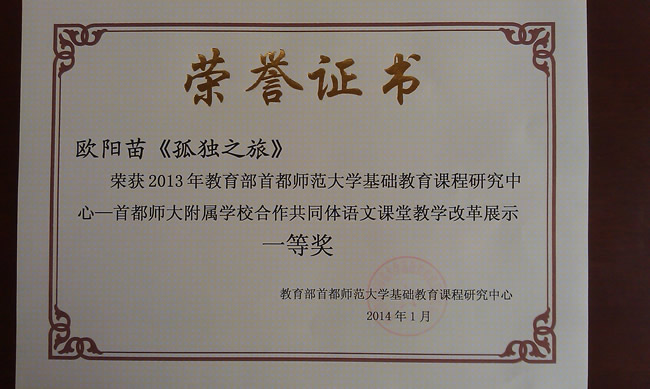 荣誉证书
欧阳苗《孤独之旅》
荣获2013年教育部首都师范大学基础教育课程研究中
心—首都师大附属学校合作共同体语文课堂教学改革展示
一等奖
教育部首都师范大学基础教育课程研究中心
2014年1月